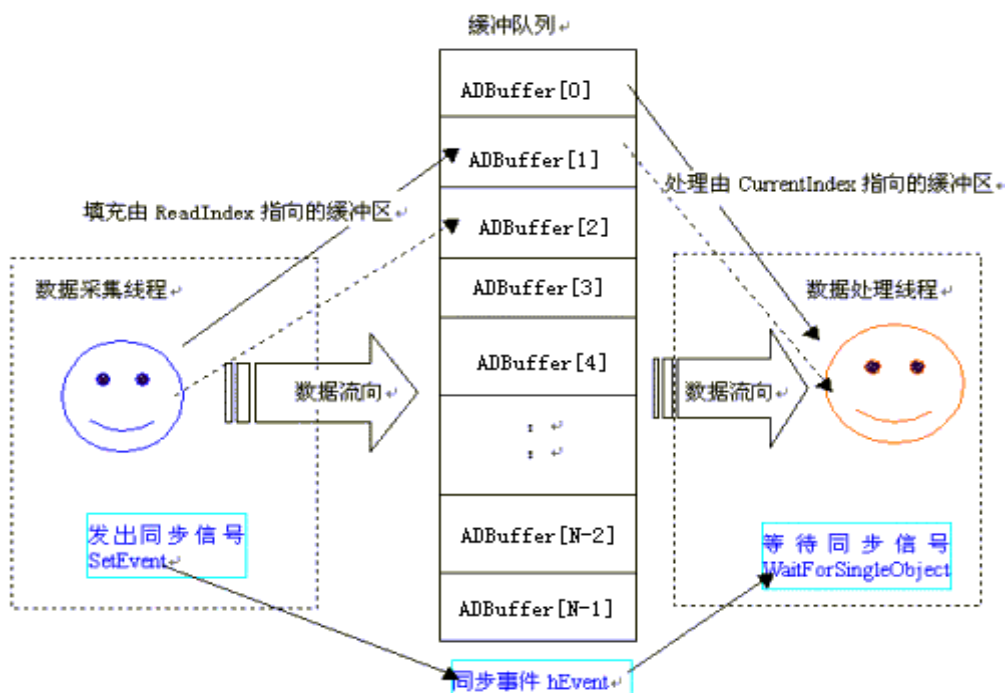 缓冲队列
ADBuffer[0]
ADBuffer[1]
处理由 CurrentIndex 指向的缓冲区
填充由 ReadIndex 指向的缓冲区
ADBuffer[2]
数据采集线程
ADBuffer[3]
数据处理线程
ADBuffer[4]
数据流向
数据流向
:
:
发出同步信号
SetEvent
ADBuffer[N-2]
等待同步信号
WaitForSingleObject
ADBuffer[N-1]
同步事件 hEvent